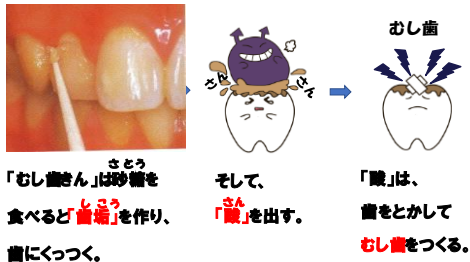 むし歯
さん
さん
「むし歯きん」は砂糖を
さとう
食べると「歯垢」を作り、
しこう
歯にくっつく。
そして、
「酸」を出す。
さん
「酸」は、
歯をとかして
むし歯をつくる。